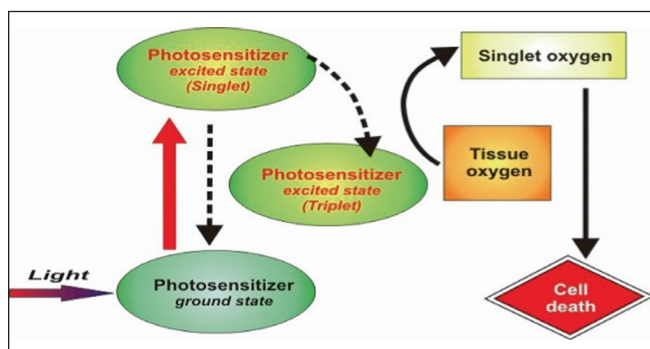 Photosensitizer
excited state
(Singlet)
Singlet oxygen
Tissue
oxygen
Photosensitizer
excited state
(Triplet)
Light
Photosensitizer
ground state
Cell
death